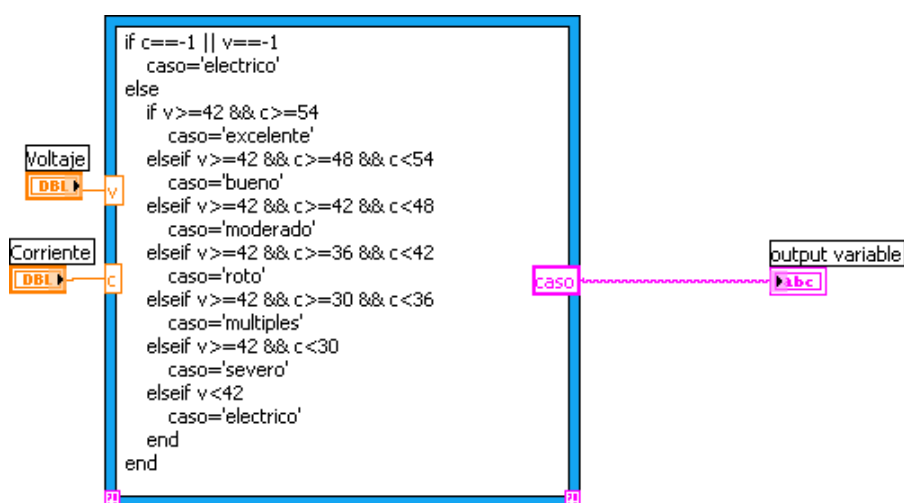 if c==-1 || v==-1
caso='electrico'
else
if v>=42 && c>=54
caso='excelente'
elseif v>=42 && c>=48 && c<54
caso='bueno'
elseif v>=42 && c>=42 && c<48
caso='moderado'
elseif v>=42 && c>=36 && c<42
caso='roto'
elseif v>=42 && c>=30 && c<36
caso='multiples'
elseif v>=42 && c<30
caso='severo'
elseif v<42
caso='electrico'
end
end
Voltaje
DBL
v
Corriente
DBL
c
caso
output variable
abc